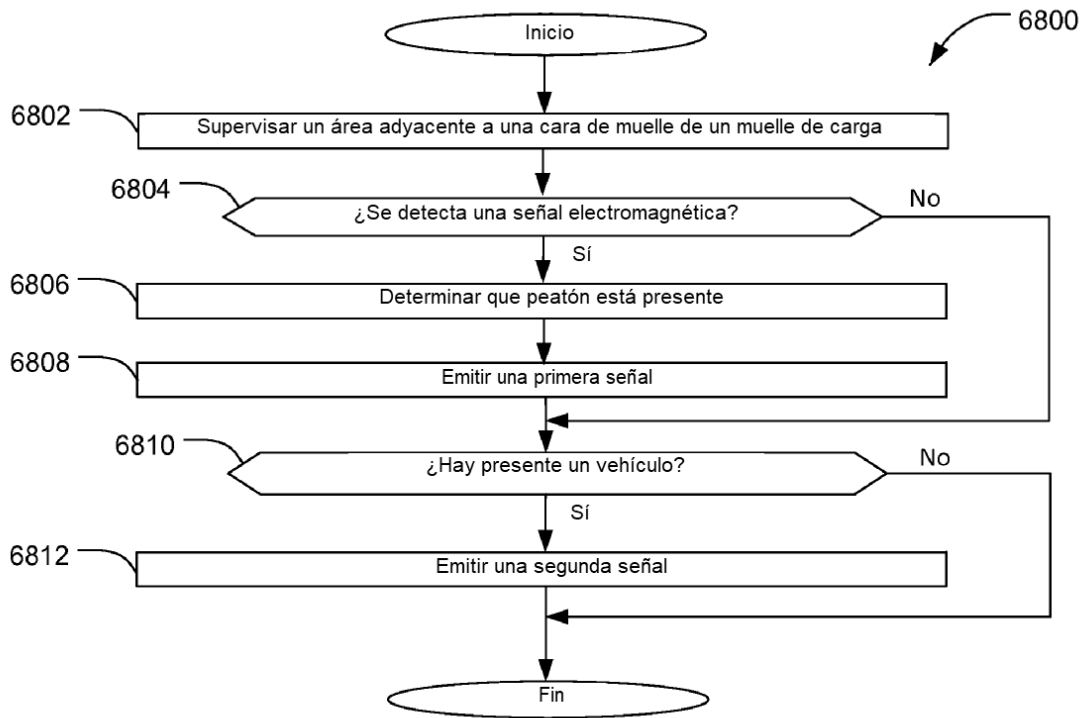 Inicio
6800
6802
Supervisar un área adyacente a una cara de muelle de un muelle de carga
6804
¿Se detecta una señal electromagnética?
No
Sí
6806
Determinar que peatón está presente
6808
Emitir una primera señal
6810
¿Hay presente un vehículo?
No
Sí
6812
Emitir una segunda señal
Fin